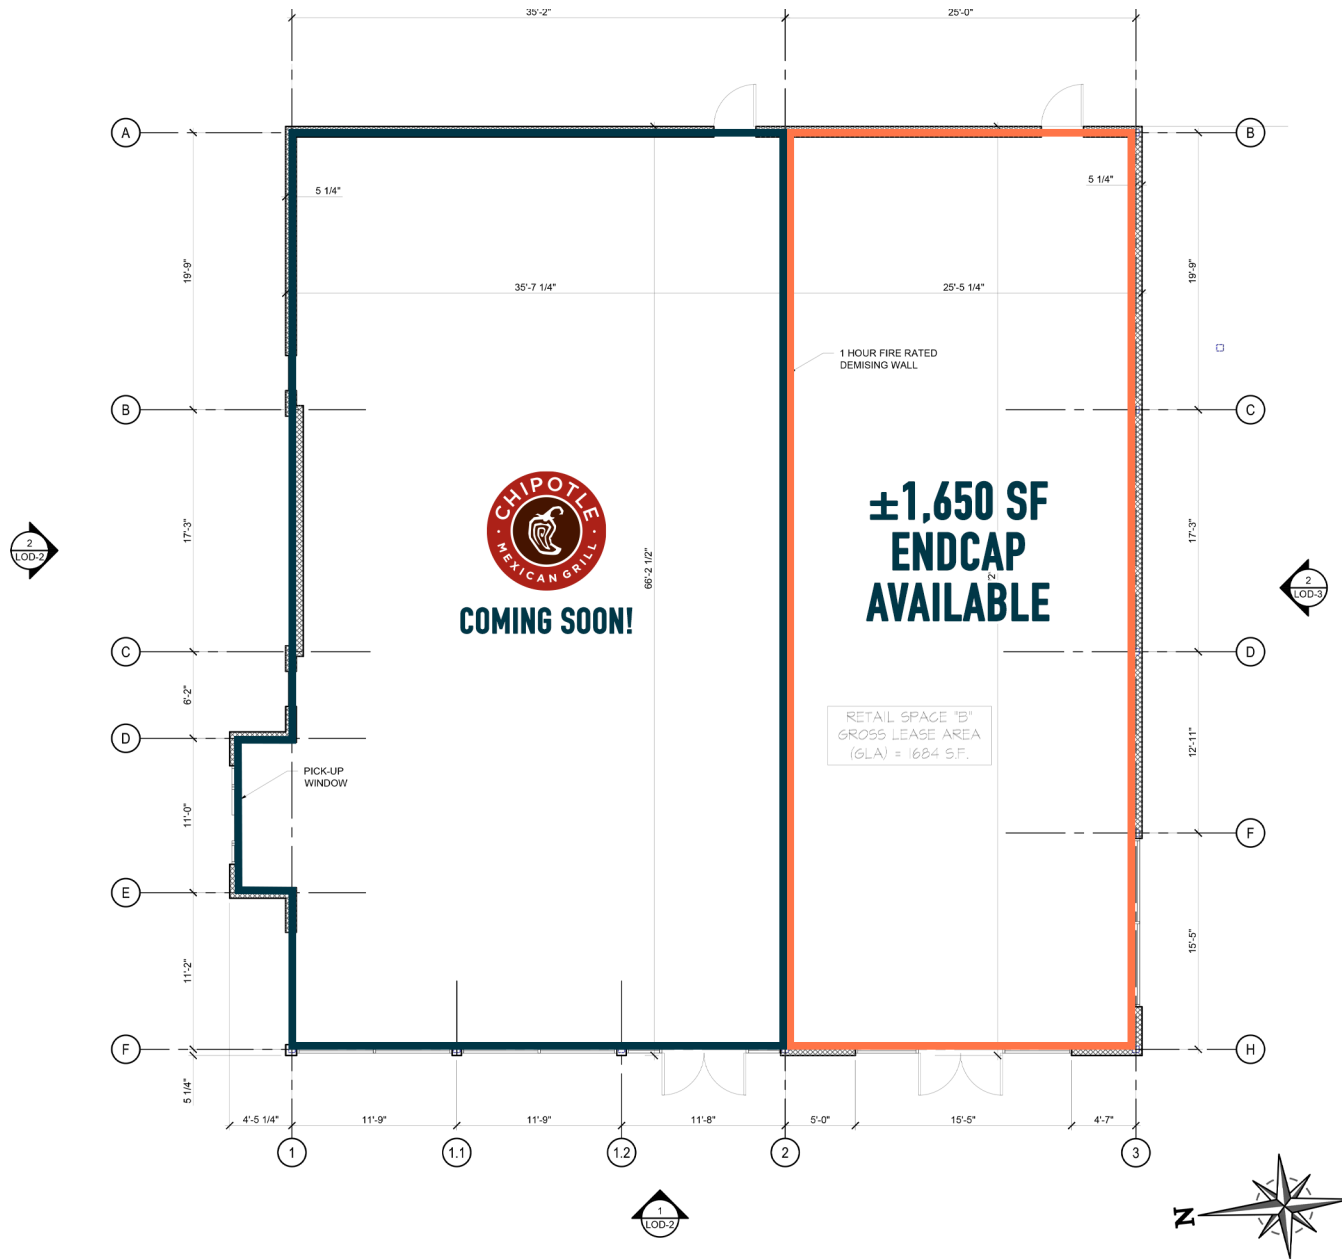 35'-2"
25'-0"
A
B
5 1/4"
5 1/4"
19'-9"
19'-9"
35'-7 1/4"
25'-5 1/4"
1 HOUR FIRE RATED
DEMISING WALL
B
C
CHIPOTLE
MEXICAN GRILL
COMING SOON!
±1,650 SF
ENDCAP
AVAILABLE
17'-3"
17'-3"
66'-2 1/2"
2
LOD-2
2
LOD-3
C
D
6'-2"
RETAIL SPACE "B"
GROSS LEASE AREA
(GLA) = 1684 S.F.
D
12'-11"
PICK-UP
WINDOW
11'-0"
F
E
15'-5"
11'-2"
F
H
5 1/4"
4'-5 1/4"
11'-9"
11'-9"
11'-8"
5'-0"
15'-5"
4'-7"
1
1.1
1.2
2
3
1
LOD-2
N